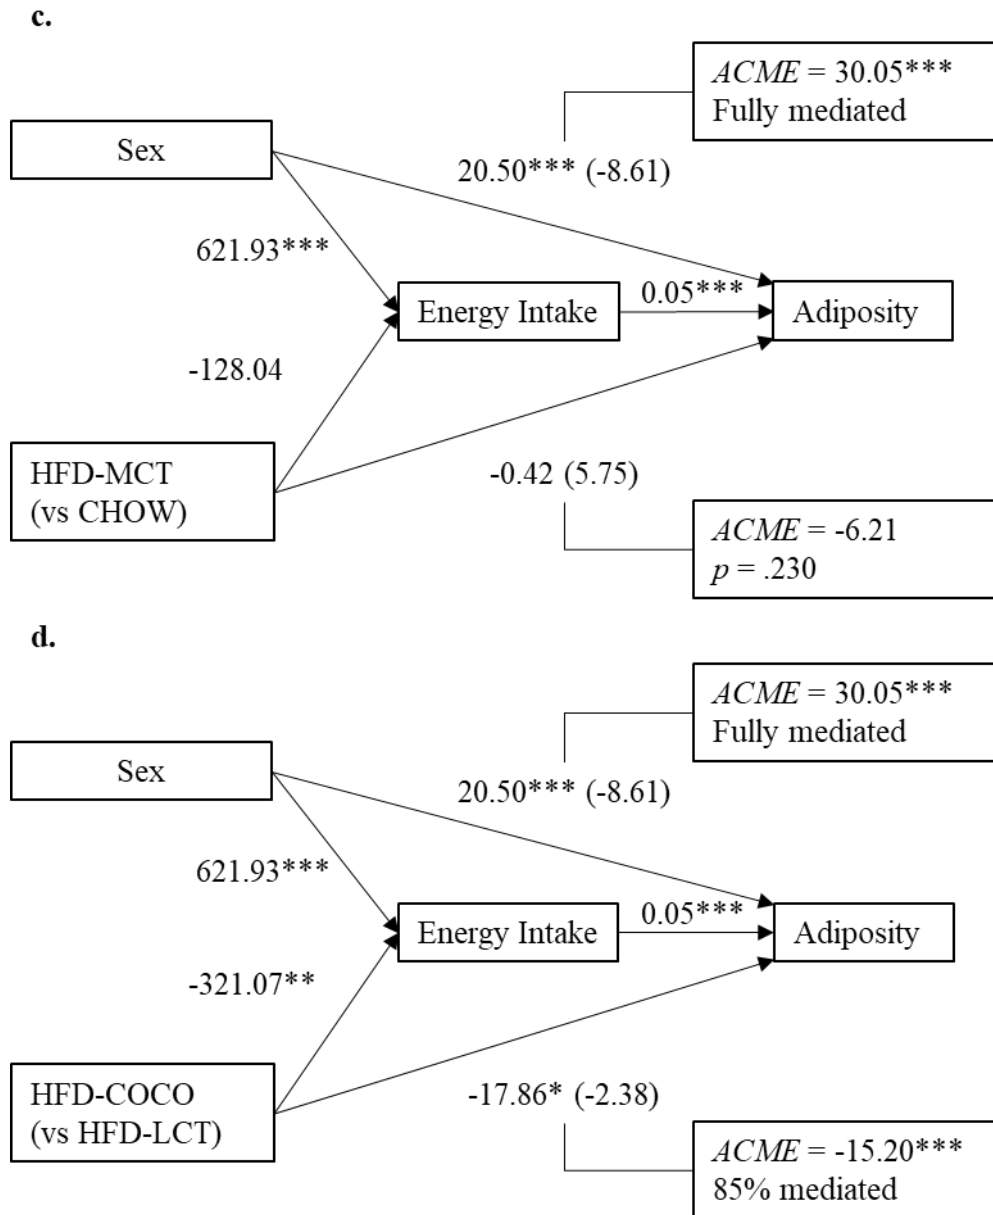 c.
ACME = 30.05***
Fully mediated
Sex
20.50*** (-8.61)
621.93***
Energy Intake
0.05***
Adiposity
-128.04
HFD-MCT
(vs CHOW)
-0.42 (5.75)
ACME = -6.21
p = .230
d.
ACME = 30.05***
Fully mediated
Sex
20.50*** (-8.61)
621.93***
Energy Intake
0.05***
Adiposity
-321.07**
HFD-COCO
(vs HFD-LCT)
-17.86* (-2.38)
ACME = -15.20***
85% mediated